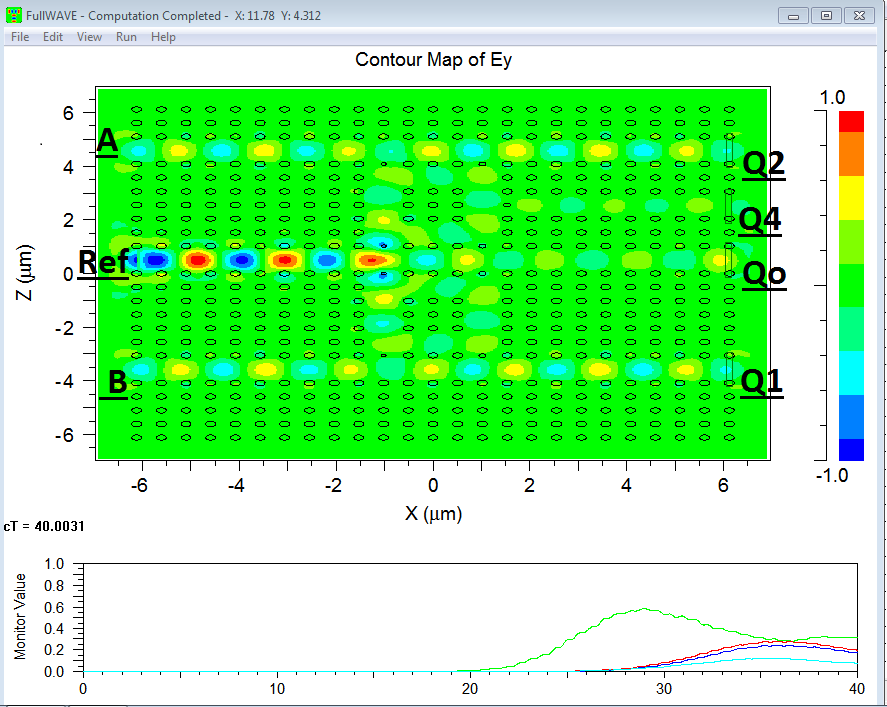 FullWAVE - Computation Completed - X: 11.78 Y: 4.312
File Edit View Run Help
Contour Map of Ey
1.0
6
A
4
Q2
2
Q4
Z (μm)
Ref
0
Qo
-2
B
-4
Q1
-6
-1.0
-6 -4 -2 0 2 4 6
X (μm)
cT = 40.0031
Monitor Value
1.0
0.8
0.6
0.4
0.2
0.0
0 10 20 30 40